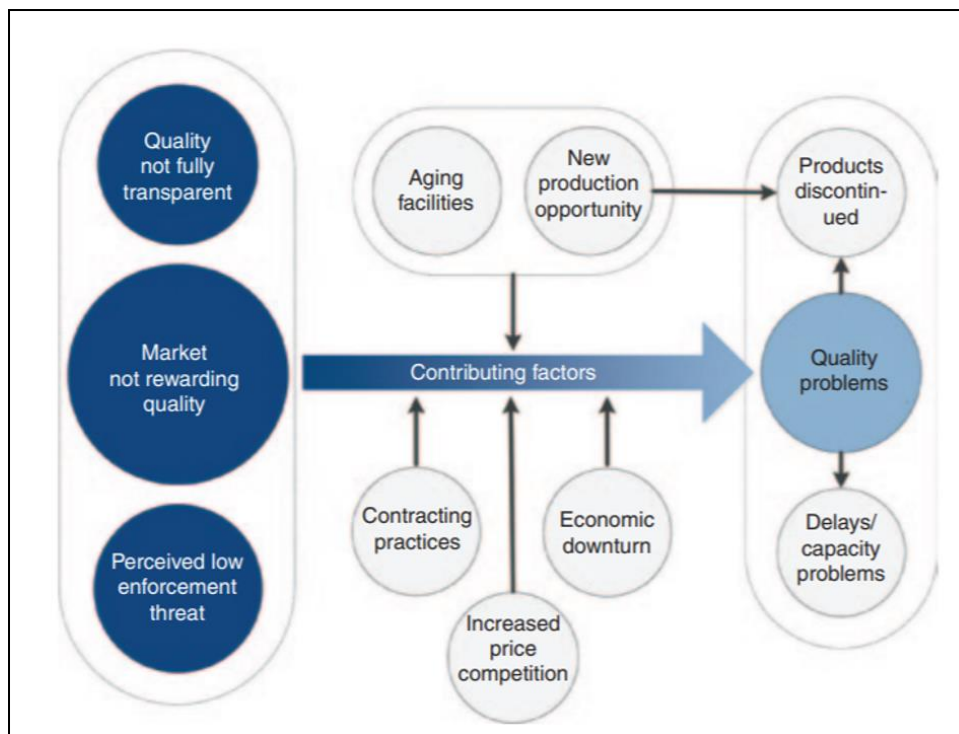 Quality
not fully
transparent
Market
not rewarding
quality
Perceived low
enforcement
threat
Aging
facilities
New
production
opportunity
Contributing factors
Contracting
practices
Increased
price
competition
Economic
downturn
Products
discontin-
ued
Quality
problems
Delays/
capacity
problems